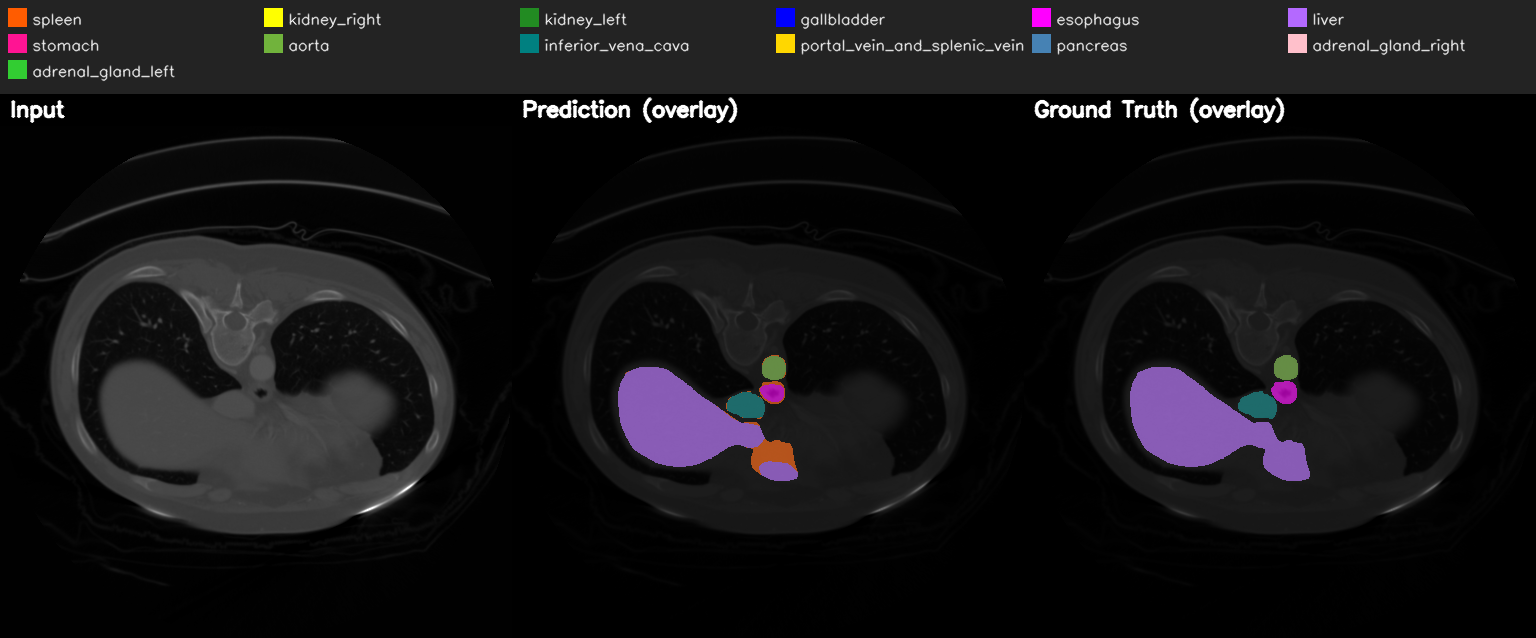 spleen kidney_right kidney_left gallbladder esophagus liver
stomach aorta inferior_vena_cava portal_vein_and_splenic_vein pancreas adrenal_gland_right
adrenal_gland_left
Input Prediction (overlay) Ground Truth (overlay)